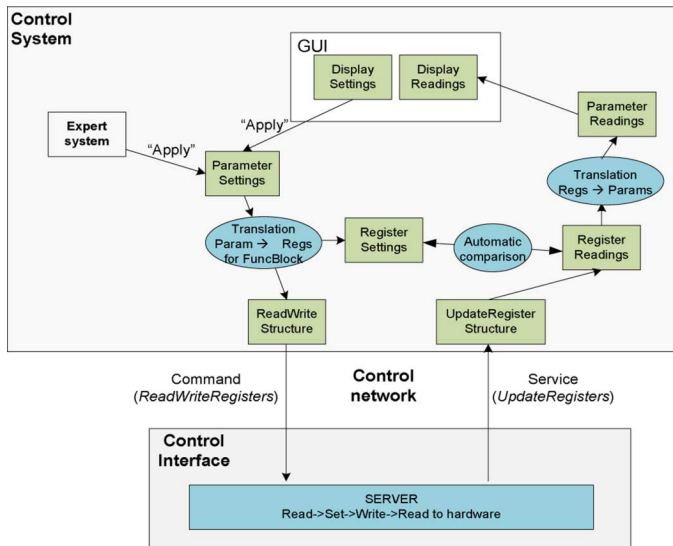 Control
System
GUI
Display
Settings
Display
Readings
Parameter
Readings
Expert
system
"Apply"
"Apply"
Parameter
Settings
Translation
Regs → Params
Translation
Param → Regs
for FuncBlock
Register
Settings
Automatic
comparison
Register
Readings
ReadWrite
Structure
UpdateRegister
Structure
Command
(ReadWriteRegisters)
Control
network
Service
(UpdateRegisters)
Control
Interface
SERVER
Read->Set->Write->Read to hardware